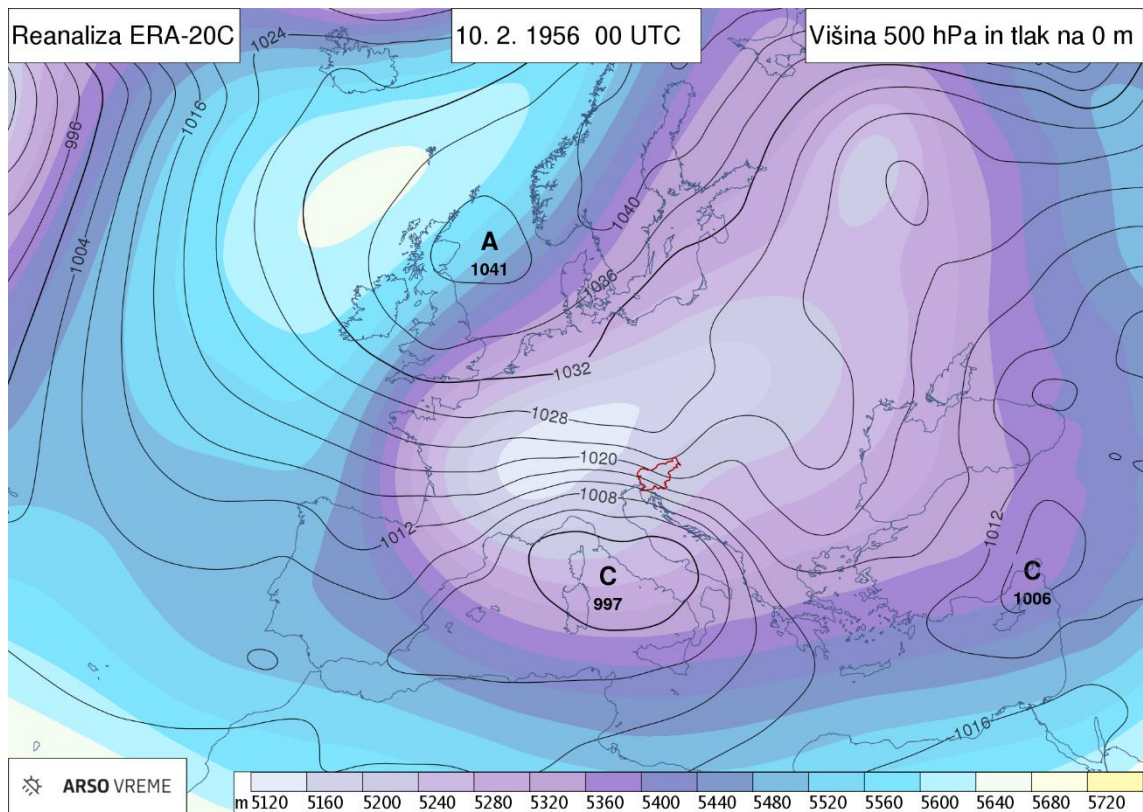 Reanaliza ERA-20C
10. 2. 1956 00 UTC
Višina 500 hPa in tlak na 0 m
1024
1016
996
1004
1040
A
1041
1036
1032
1028
1020
1008
1012
1012
C
997
C
1006
1016
0
ARSO VREME
m 5120 5160 5200 5240 5280 5320 5360 5400 5440 5480 5520 5560 5600 5640 5680 5720